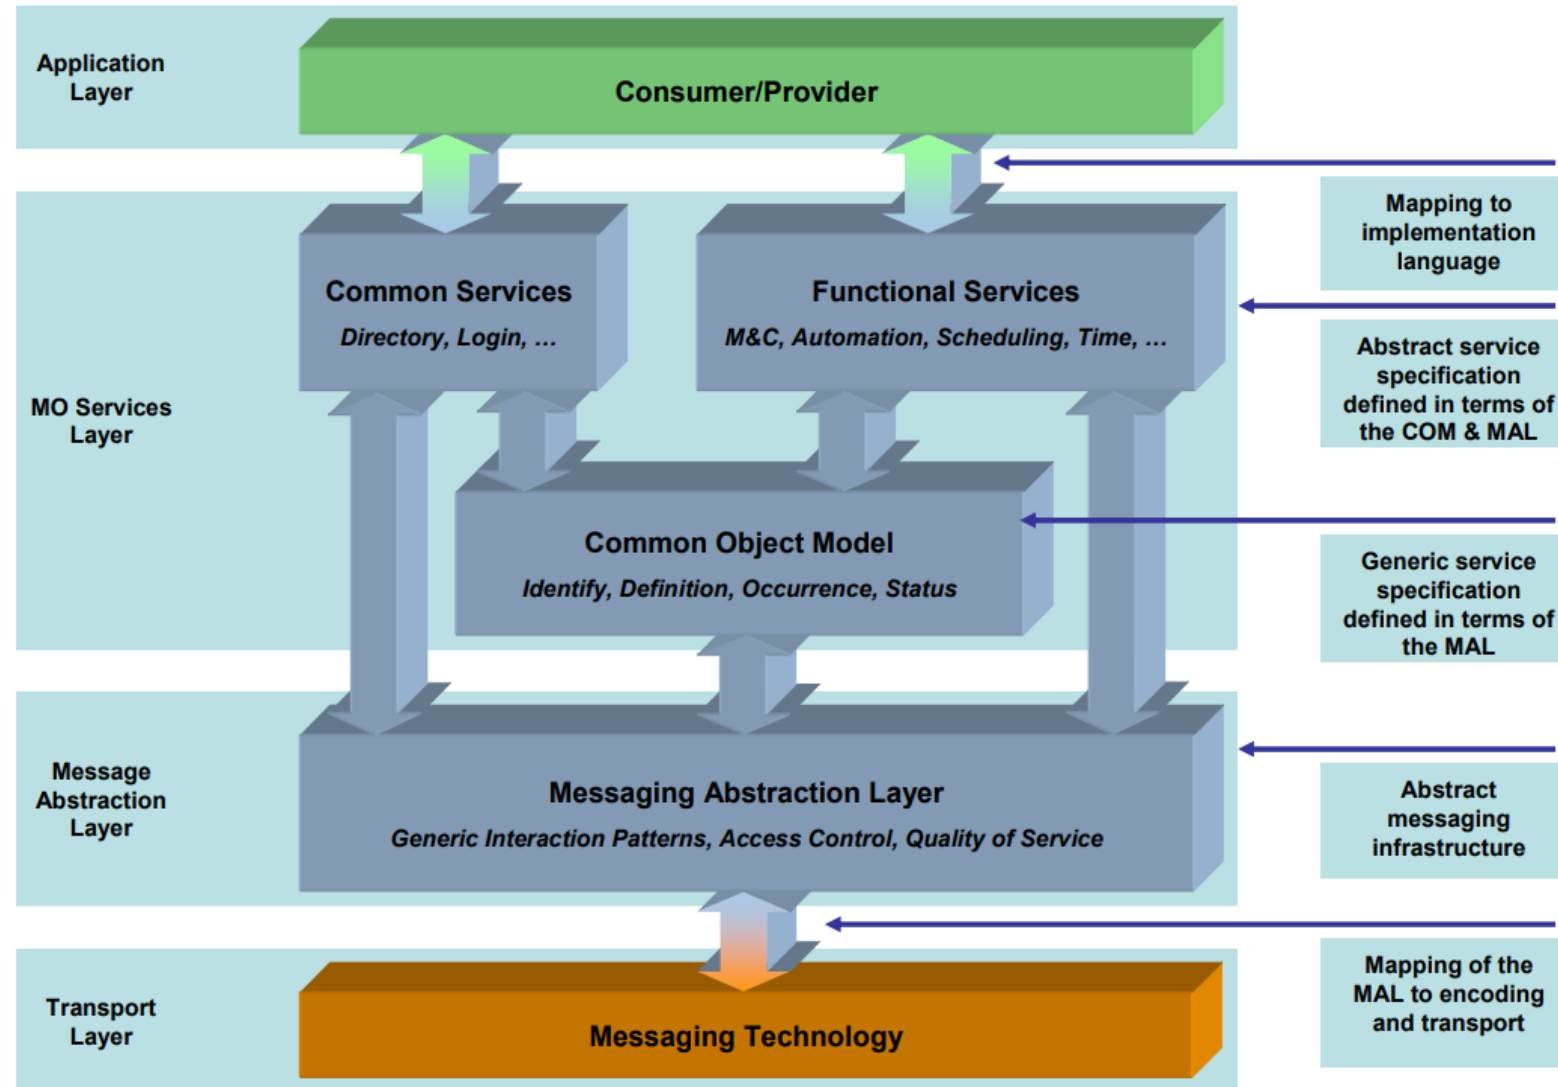 Application
Layer
Consumer/Provider
Mapping to
implementation
language
MO Services
Layer
Common Services
Directory, Login, …
Functional Services
M&C, Automation, Scheduling, Time, …
Abstract service
specification
defined in terms of
the COM & MAL
Common Object Model
Identify, Definition, Occurrence, Status
Generic service
specification
defined in terms of
the MAL
Message
Abstraction
Layer
Messaging Abstraction Layer
Generic Interaction Patterns, Access Control, Quality of Service
Abstract
messaging
infrastructure
Mapping of the
MAL to encoding
and transport
Transport
Layer
Messaging Technology